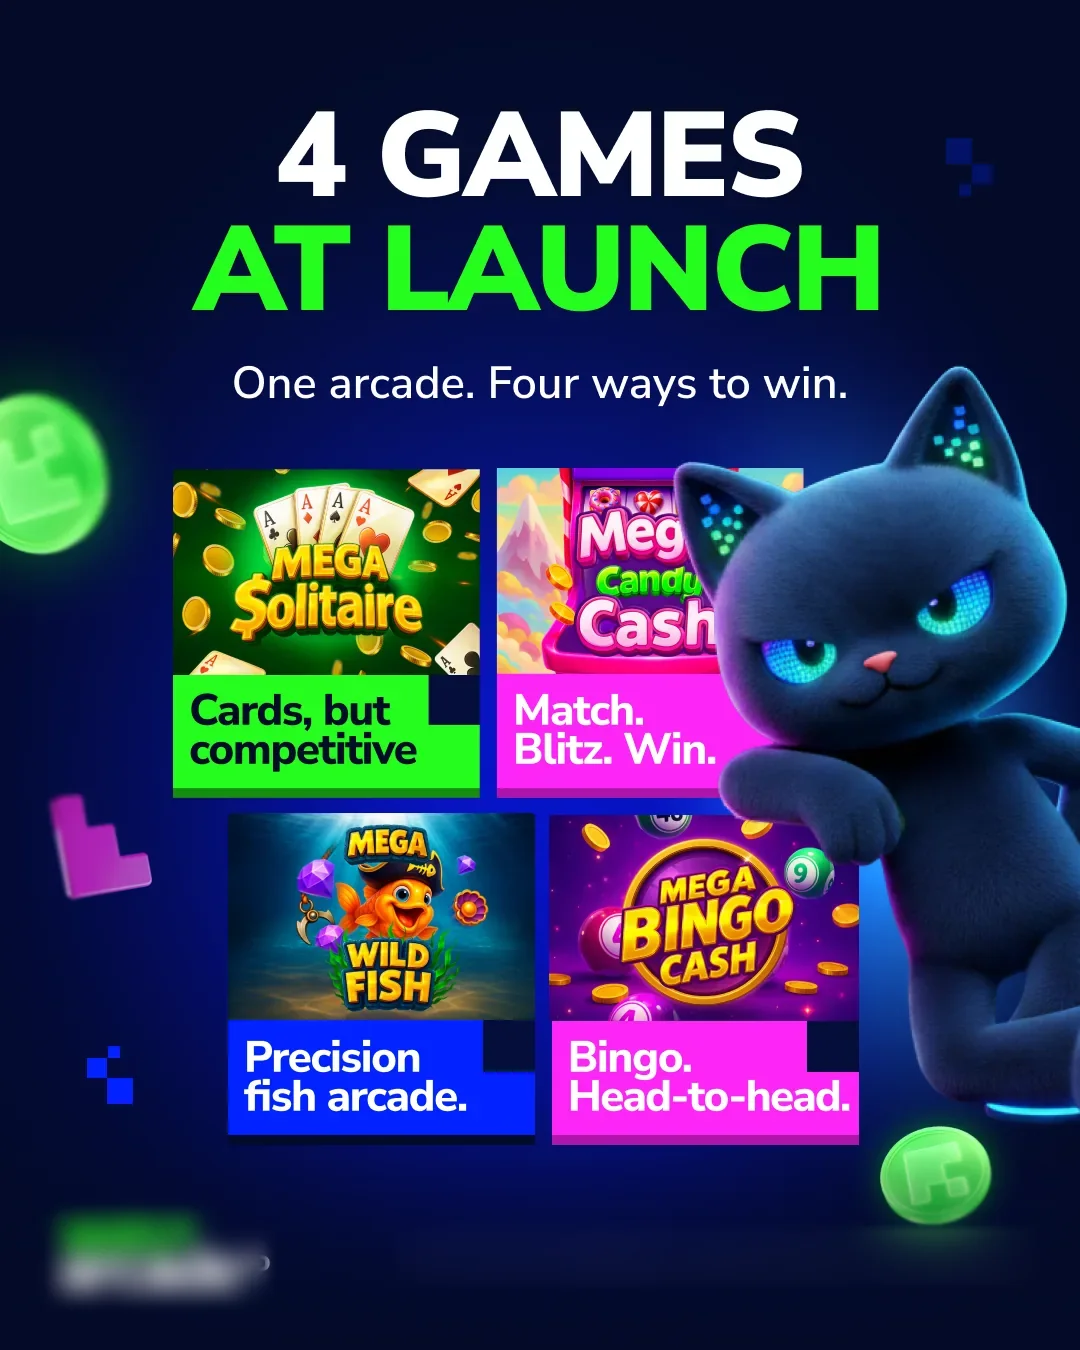 4 GAMES
AT LAUNCH
One arcade. Four ways to win.
A A A A
MEGA
$olitaire
Cards, but
competitive
Candy
Cash
Match.
Blitz. Win.
MEGA
WILD
FISH
Precision
fish arcade.
9
MEGA
BINGO
CASH
Bingo.
Head-to-head.